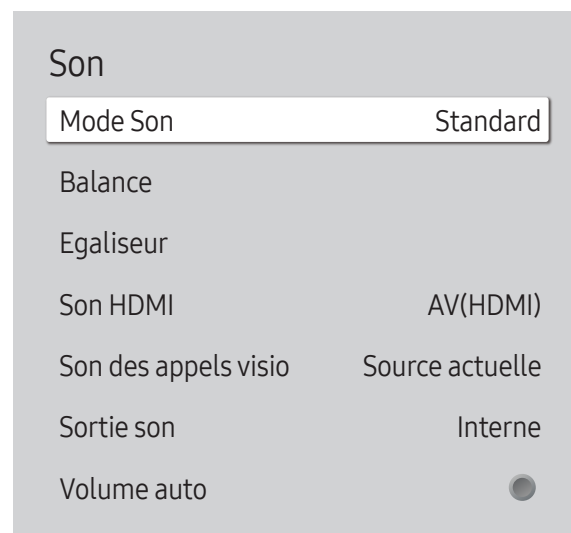 Son
Mode Son Standard
Balance
Egaliseur
Son HDMI AV(HDMI)
Son des appels visio Source actuelle
Sortie son Interne
Volume auto